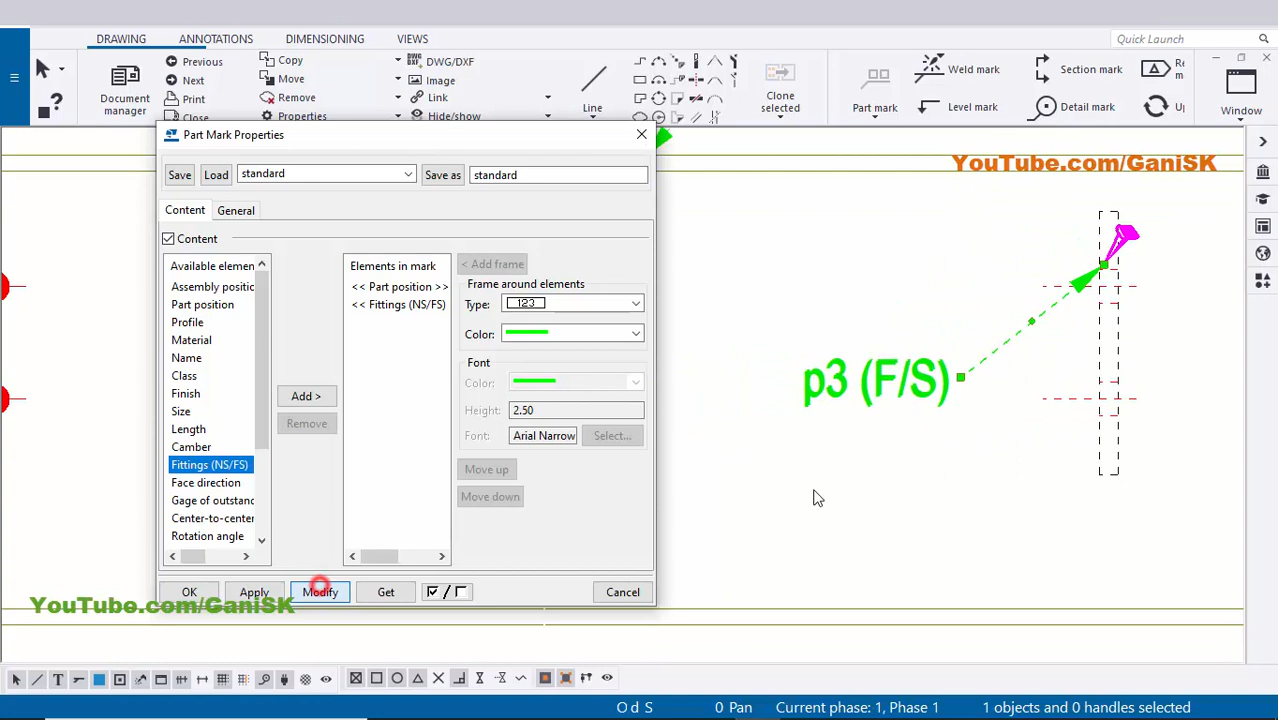 DRAWING ANNOTATIONS DIMENSIONING VIEWS Quick Launch
Previous Copy DWG/DXF Weld mark Section mark
Next Move Image
Document manager Print Remove Link Line Clone selected Part mark Level mark Detail mark Window
Close Properties Hide/show
Part Mark Properties
YouTube.com/GaniSK
Save Load standard Save as standard
Content General
Content
Available elemen Elements in mark < Add frame
Assembly positio << Part position >> Frame around elements
Part position << Fittings (NS/FS) Type: 123
Profile
Material Color:
Name
Class Font
Finish Add > Color:
Size Height: 2.50
Length Remove
Camber Font: Arial Narrow Select...
Fittings (NS/FS) Move up
Face direction
Gage of outstanc Move down
Center-to-center
Rotation angle
p3 (F/S)
OK Apply Modify Get / Cancel
YouTube.com/GaniSK
O d S 0 Pan Current phase: 1, Phase 1 1 objects and 0 handles selected